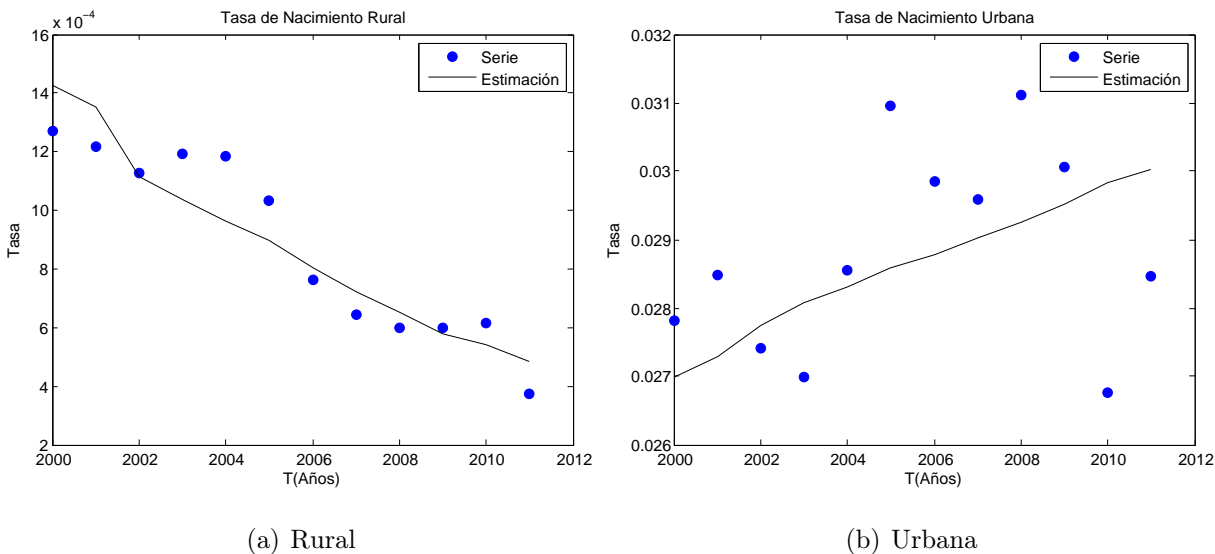 Tasa de Nacimiento Rural
x 10⁻⁴
16
14
12
10
8
6
4
2
Tasa
2000 2002 2004 2006 2008 2010 2012
T(Años)
Serie
Estimación
(a) Rural
Tasa de Nacimiento Urbana
0.032
0.031
0.03
0.029
0.028
0.027
0.026
Tasa
2000 2002 2004 2006 2008 2010 2012
T(Años)
Serie
Estimación
(b) Urbana